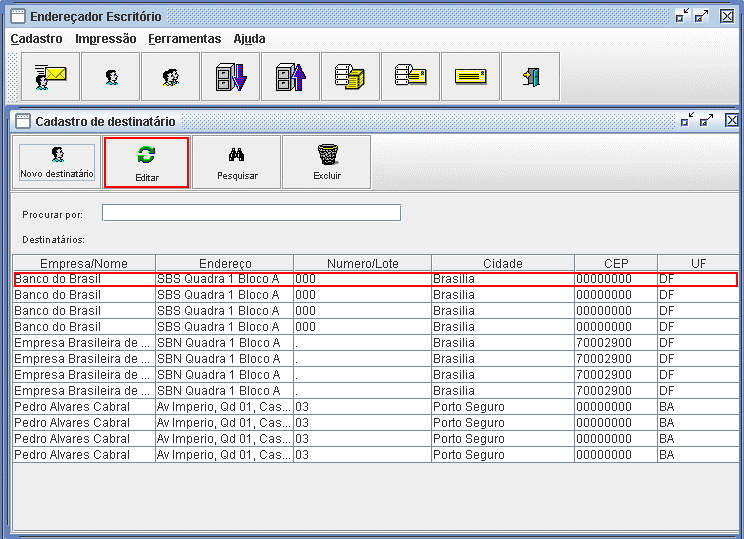 Endereçador Escritório
Cadastro Impressão Ferramentas Ajuda
Cadastro de destinatário
Novo destinatário Editar Pesquisar Excluir
Procurar por:
Destinatários:
Empresa/Nome Endereço Numero/Lote Cidade CEP UF
Banco do Brasil SBS Quadra 1 Bloco A 000 Brasilia 00000000 DF
Banco do Brasil SBS Quadra 1 Bloco A 000 Brasilia 00000000 DF
Banco do Brasil SBS Quadra 1 Bloco A 000 Brasilia 00000000 DF
Banco do Brasil SBS Quadra 1 Bloco A 000 Brasilia 00000000 DF
Empresa Brasileira de ... SBN Quadra 1 Bloco A . Brasilia 70002900 DF
Empresa Brasileira de ... SBN Quadra 1 Bloco A . Brasilia 70002900 DF
Empresa Brasileira de ... SBN Quadra 1 Bloco A . Brasilia 70002900 DF
Empresa Brasileira de ... SBN Quadra 1 Bloco A . Brasilia 70002900 DF
Pedro Alvares Cabral Av Imperio, Qd 01, Cas... 03 Porto Seguro 00000000 BA
Pedro Alvares Cabral Av Imperio, Qd 01, Cas... 03 Porto Seguro 00000000 BA
Pedro Alvares Cabral Av Imperio, Qd 01, Cas... 03 Porto Seguro 00000000 BA
Pedro Alvares Cabral Av Imperio, Qd 01, Cas... 03 Porto Seguro 00000000 BA